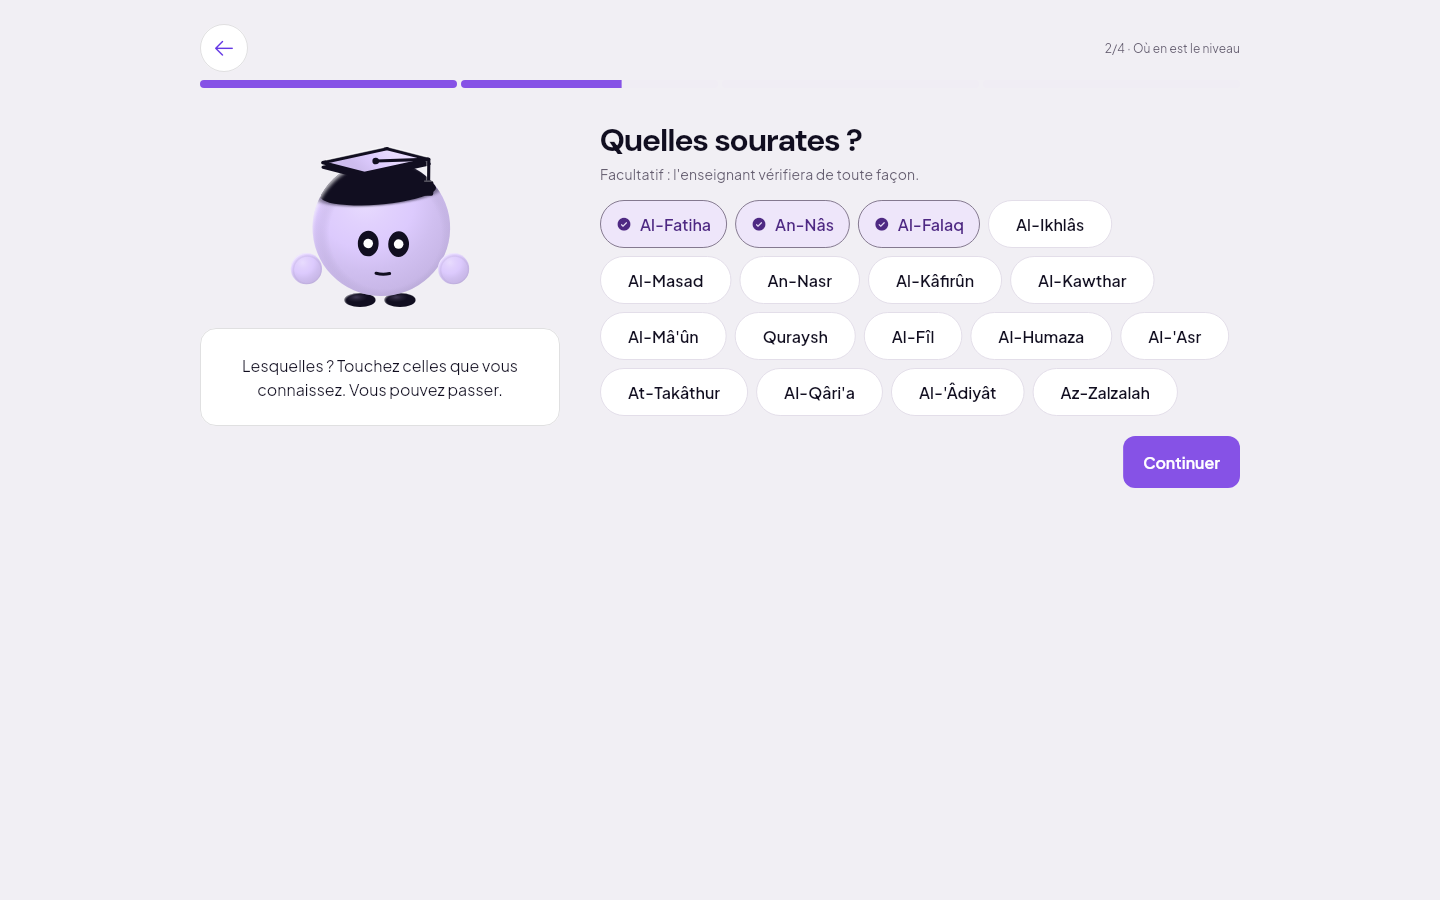 2/4 · Où en est le niveau
Quelles sourates ?
Facultatif : l'enseignant vérifiera de toute façon.
Al-Fatiha
An-Nâs
Al-Falaq
Al-Ikhlâs
Al-Masad
An-Nasr
Al-Kâfirûn
Al-Kawthar
Al-Mâ'ûn
Quraysh
Al-Fîl
Al-Humaza
Al-'Asr
At-Takâthur
Al-Qâri'a
Al-'Âdiyât
Az-Zalzalah
Lesquelles ? Touchez celles que vous
connaissez. Vous pouvez passer.
Continuer